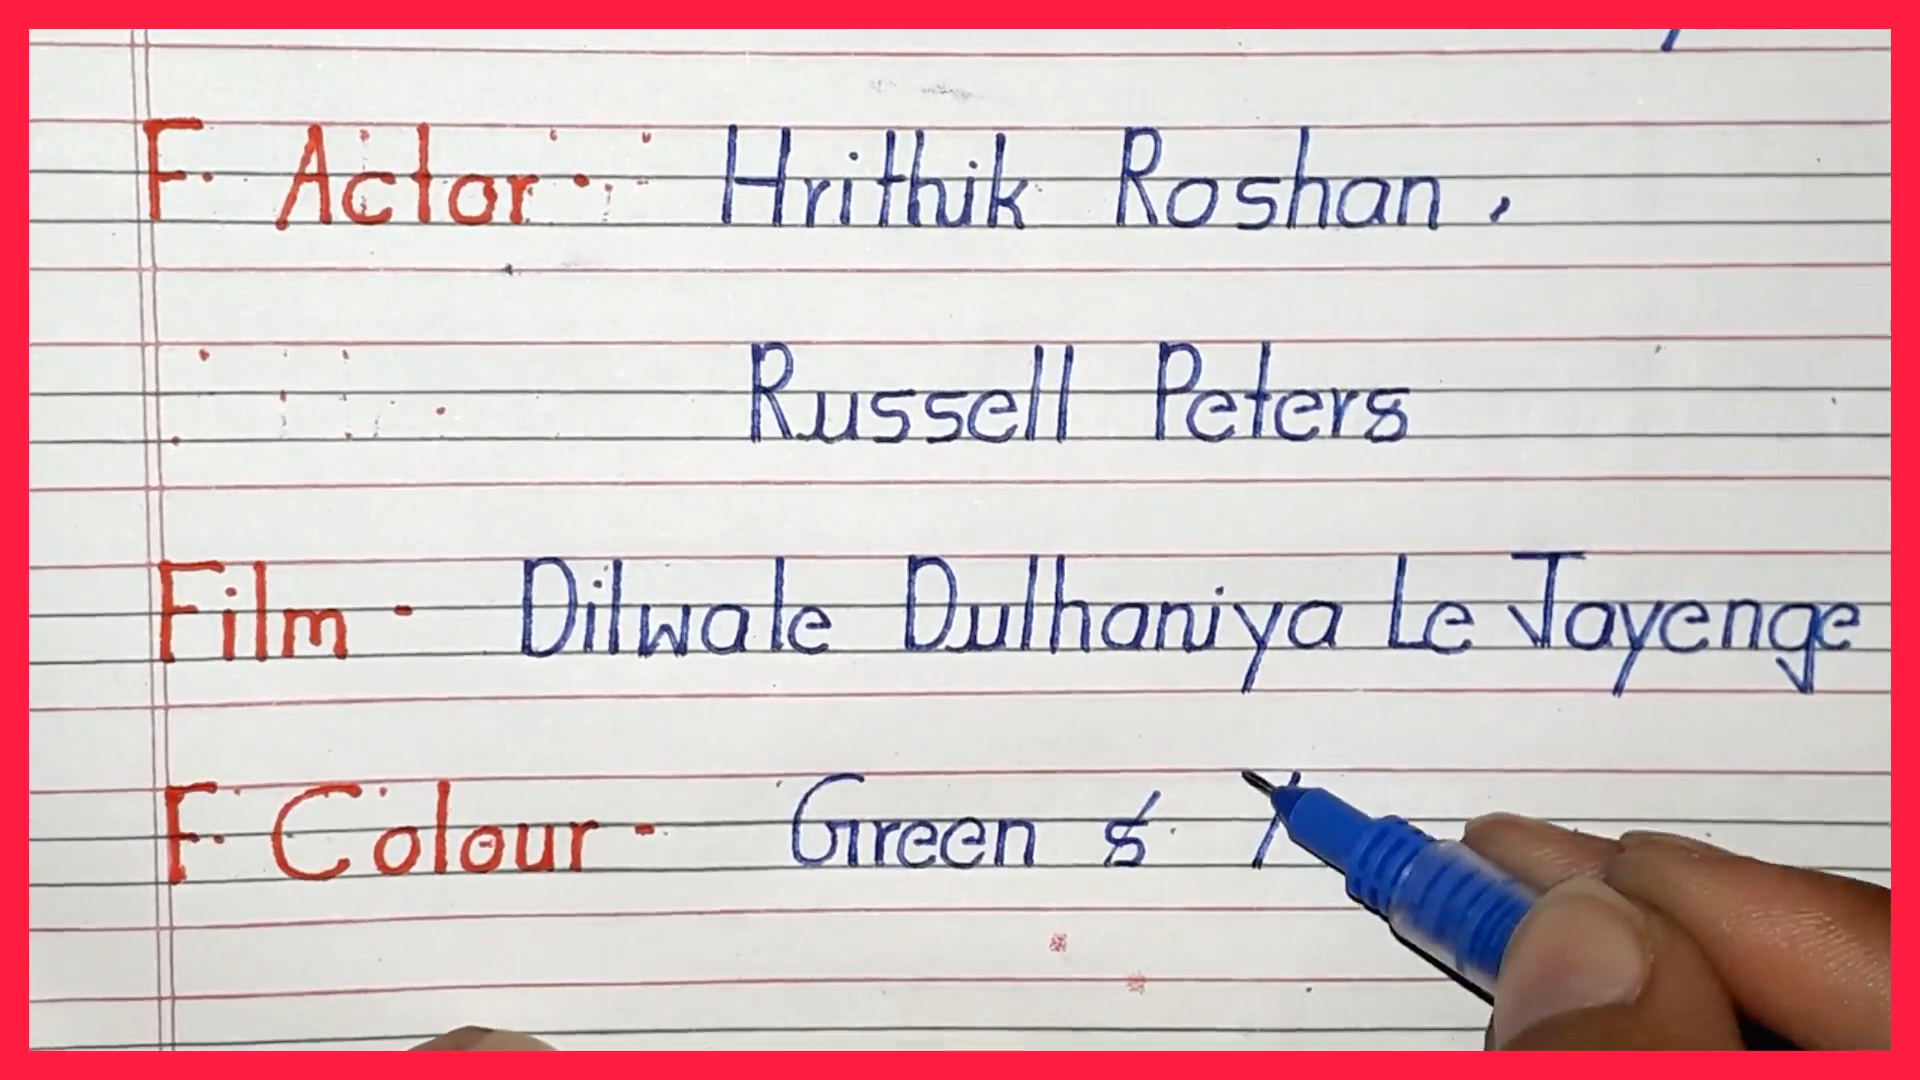 F. Actor - Hrithik Roshan,
Russell Peters
Film - Dilwale Dulhaniya Le Jayenge
F. Colour - Green &